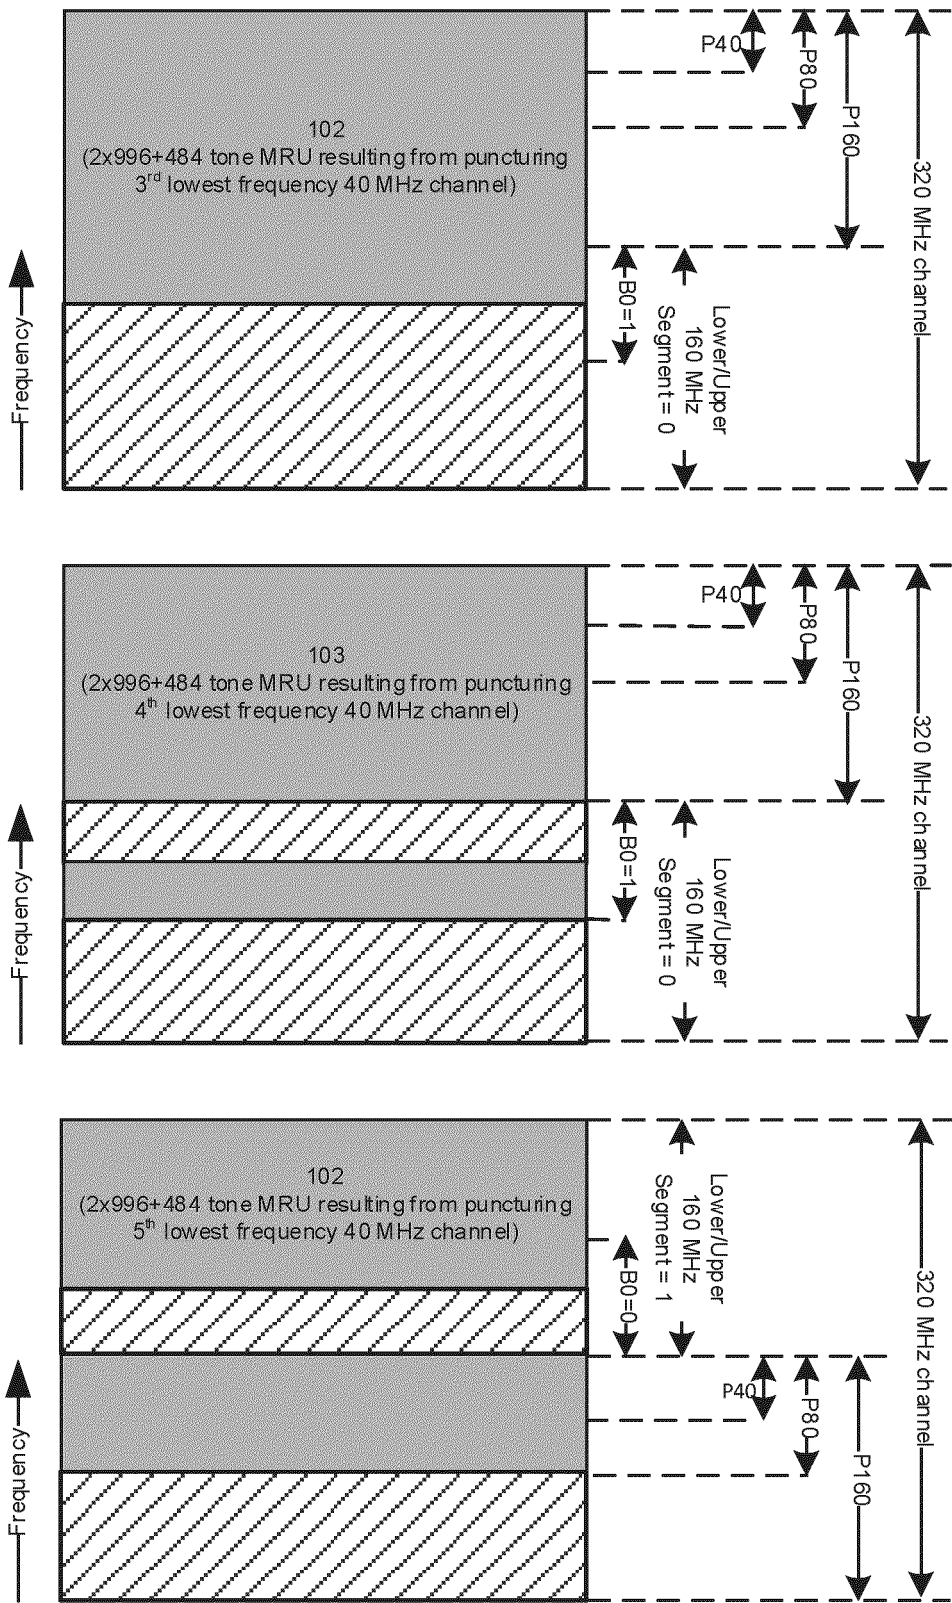 102
(2x996+484 tone MRU resulting from puncturing
3rd lowest frequency 40 MHz channel)
Frequency
P40
P80
P160
320 MHz channel
B0=1
Lower/Upper
160 MHz
Segment = 0
103
(2x996+484 tone MRU resulting from puncturing
4th lowest frequency 40 MHz channel)
Frequency
P40
P80
P160
320 MHz channel
B0=1
Lower/Upper
160 MHz
Segment = 0
102
(2x996+484 tone MRU resulting from puncturing
5th lowest frequency 40 MHz channel)
Frequency
Lower/Upper
160 MHz
Segment = 1
B0=0
P40
P80
P160
320 MHz channel